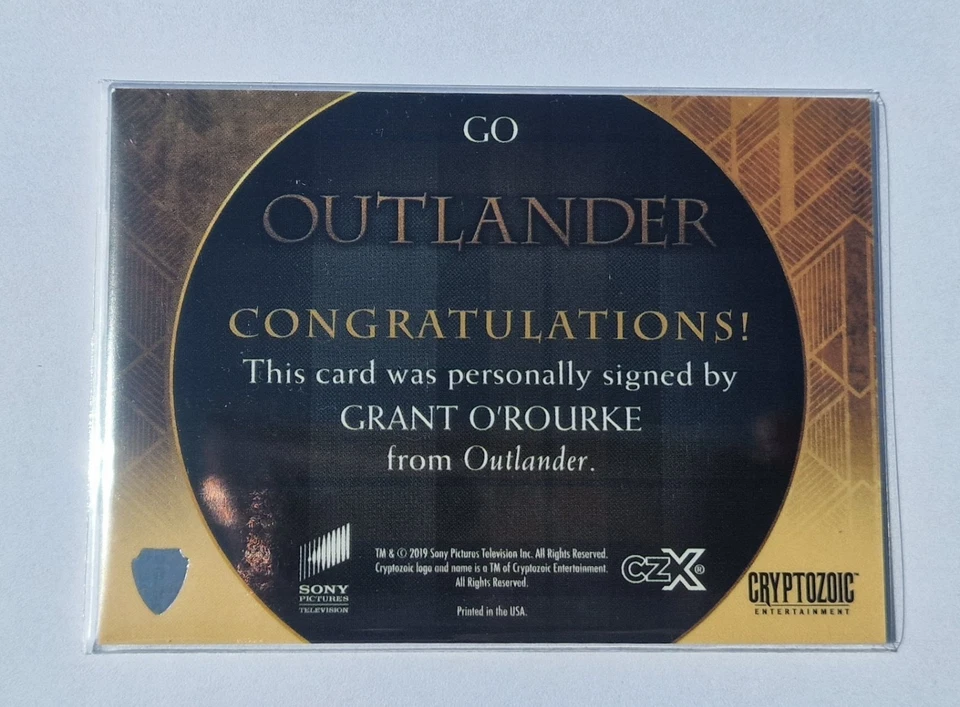 GO
OUTLANDER
CONGRATULATIONS!
This card was personally signed by
GRANT O'ROURKE
from Outlander.
SONY
PICTURES
TELEVISION
TM & © 2019 Sony Pictures Television Inc. All Rights Reserved.
Cryptozoic logo and name is a TM of Cryptozoic Entertainment.
All Rights Reserved.
Printed in the USA.
CZX®
CRYPTOZOIC™
ENTERTAINMENT